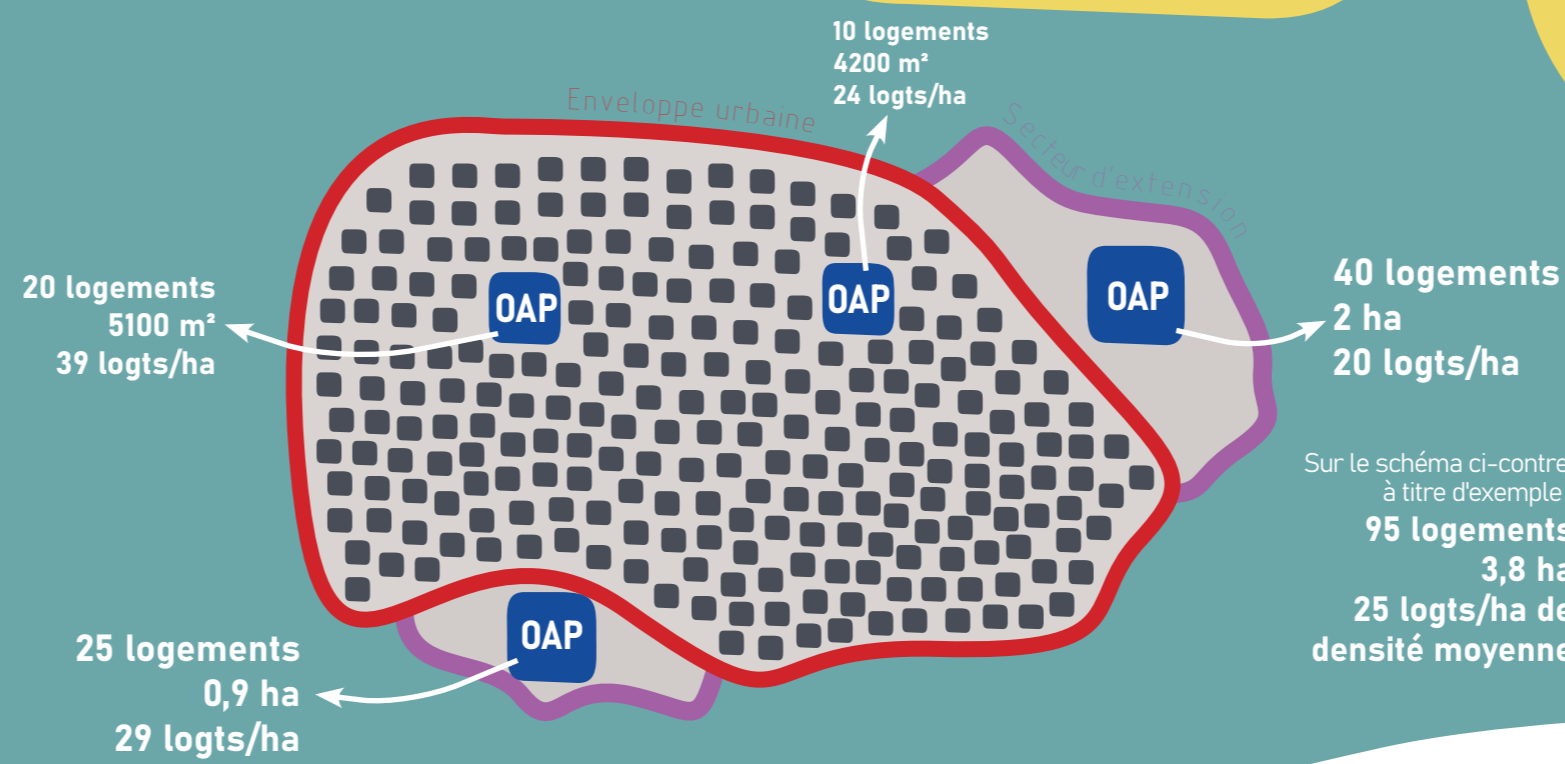 10 logements
4200 m²
24 logts/ha
Enveloppe urbaine
Secteur d'extension
20 logements
5100 m²
39 logts/ha
OAP
OAP
OAP
40 logements
2 ha
20 logts/ha
Sur le schéma ci-contre
à titre d'exemple
95 logements
3,8 ha
25 logts/ha de
densité moyenne
OAP
25 logements
0,9 ha
29 logts/ha